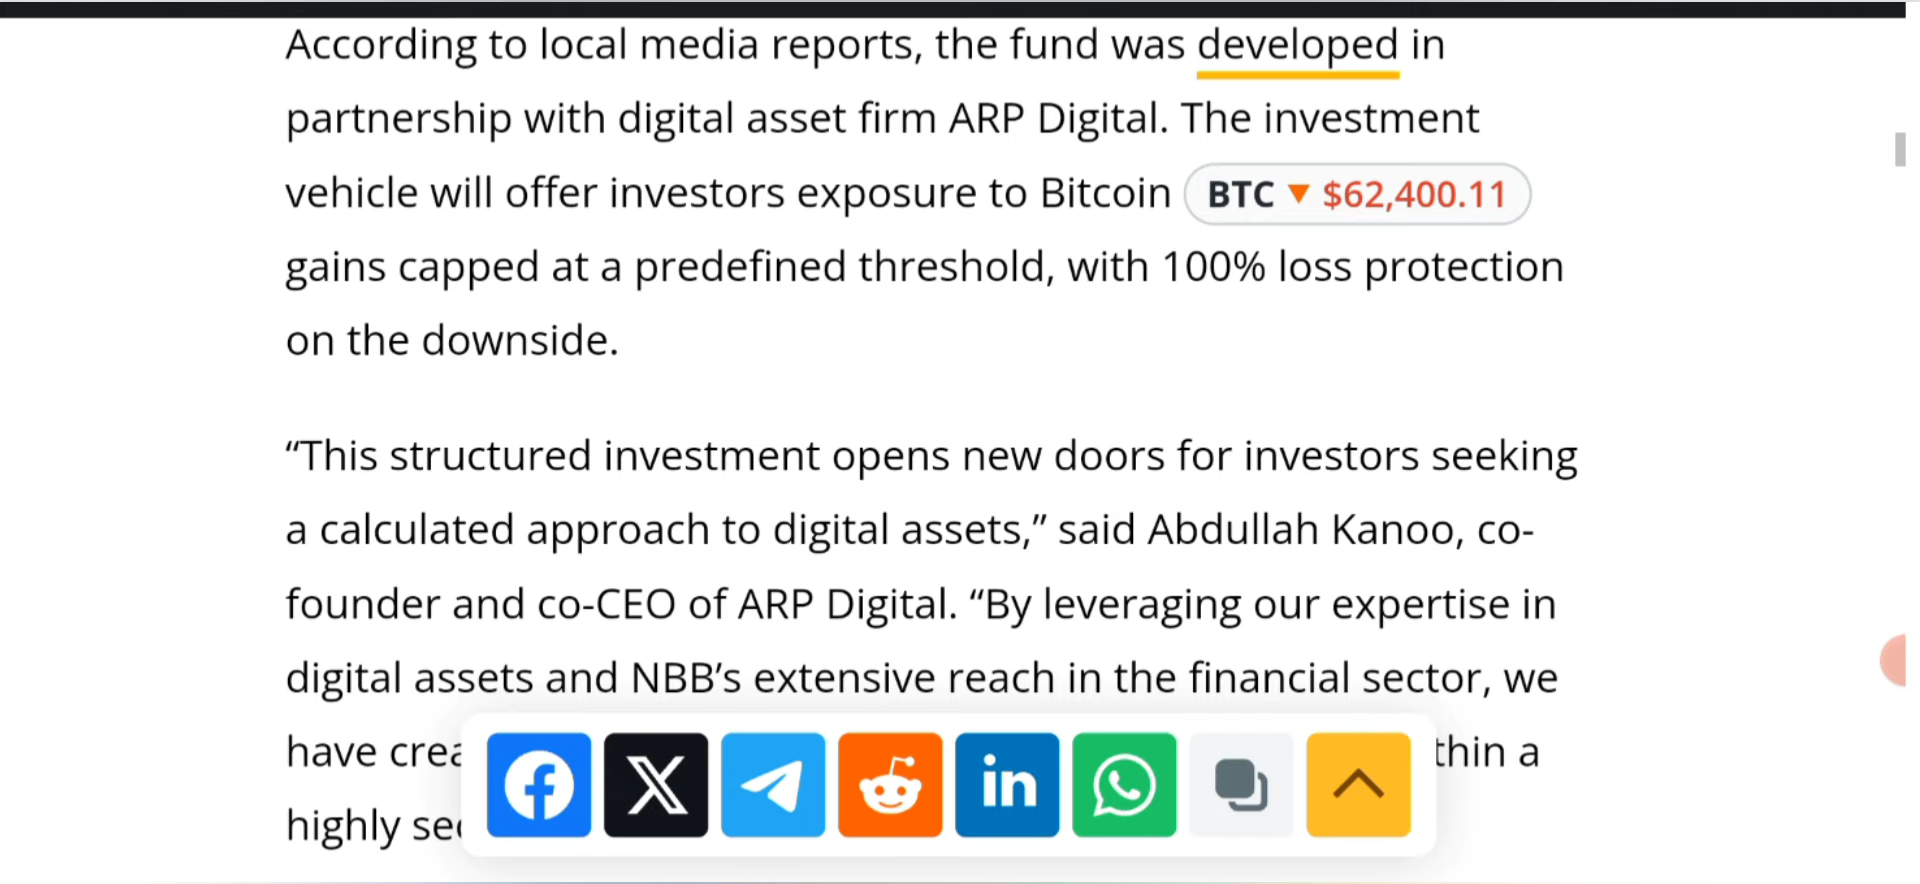 According to local media reports, the fund was developed in
partnership with digital asset firm ARP Digital. The investment
vehicle will offer investors exposure to Bitcoin BTC ▼ $62,400.11
gains capped at a predefined threshold, with 100% loss protection
on the downside.
“This structured investment opens new doors for investors seeking
a calculated approach to digital assets,” said Abdullah Kanoo, co-
founder and co-CEO of ARP Digital. “By leveraging our expertise in
digital assets and NBB’s extensive reach in the financial sector, we
have a
highly